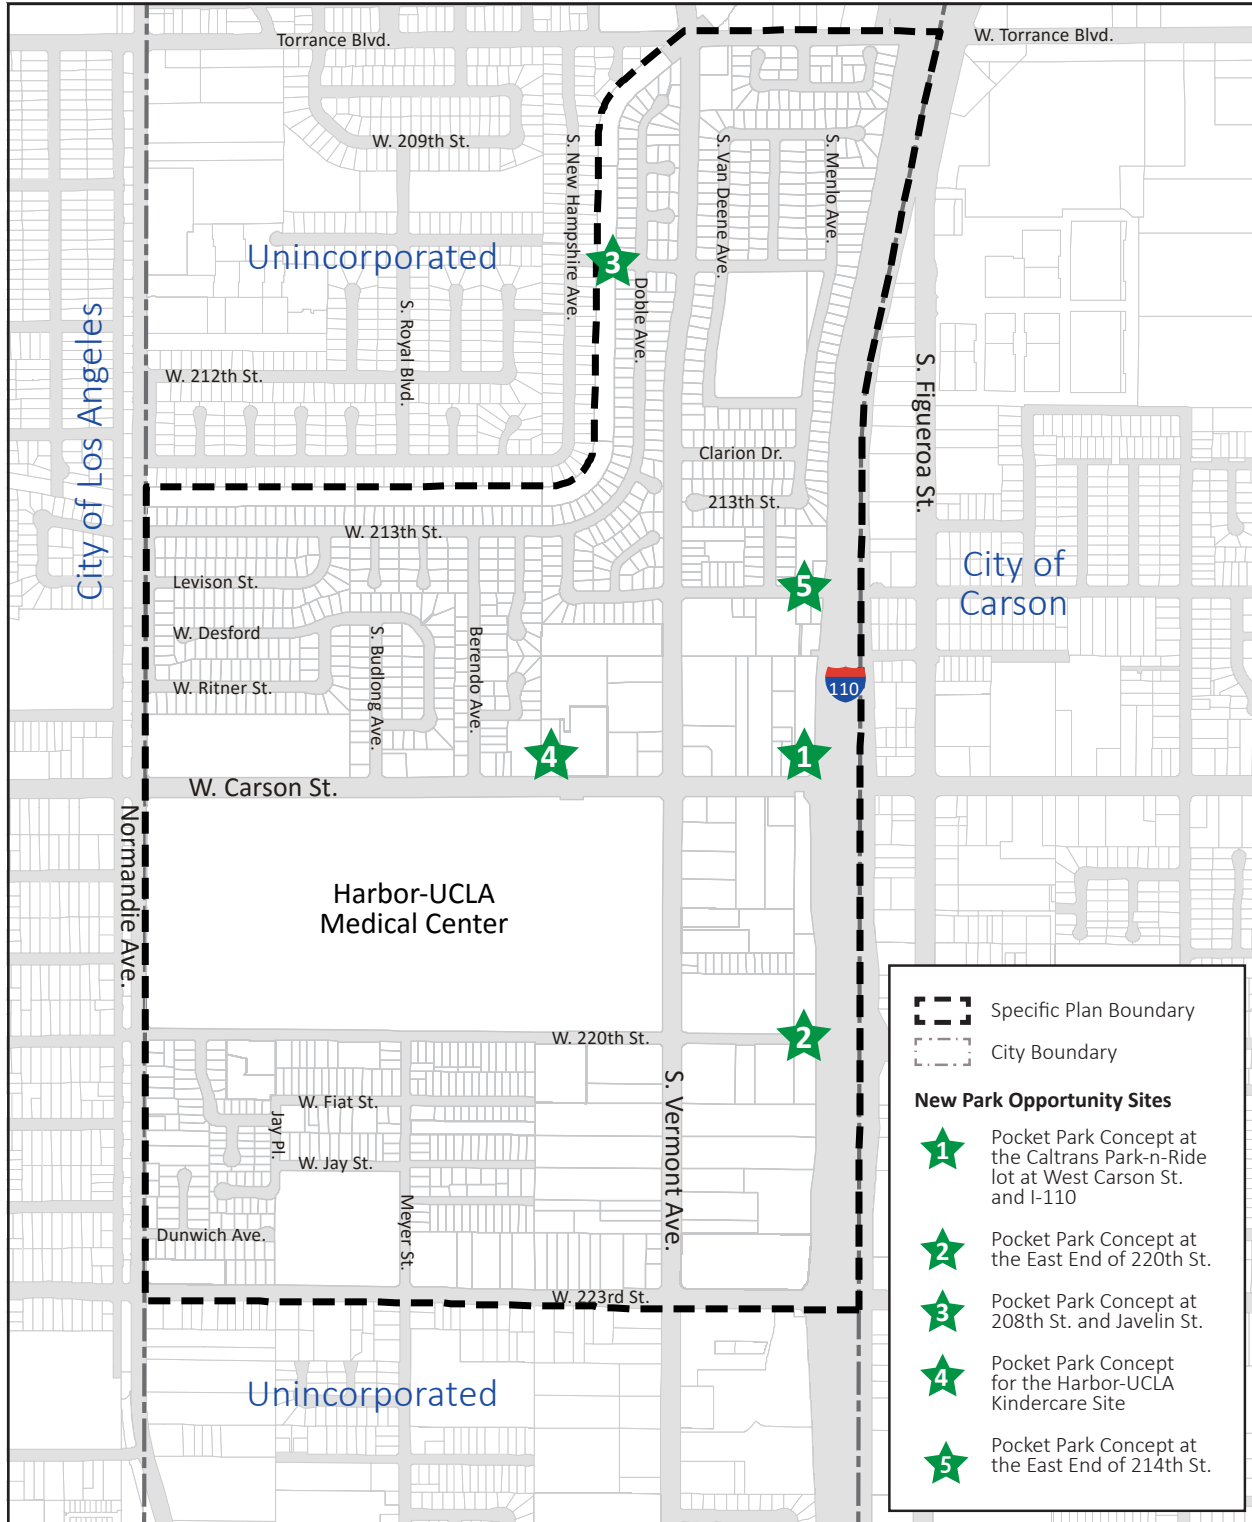 Torrance Blvd.
W. Torrance Blvd.
W. 209th St.
S. New Hampshire Ave.
S. Van Deene Ave.
S. Menlo Ave.
Unincorporated
3
Doble Ave.
S. Royal Blvd.
City of Los Angeles
W. 212th St.
S. Figueroa St.
Clarion Dr.
213th St.
W. 213th St.
City of
Carson
Levison St.
5
W. Desford
S. Budlong Ave.
Berendo Ave.
W. Ritner St.
110
4
1
W. Carson St.
Normandie Ave.
Harbor-UCLA
Medical Center
W. 220th St.
2
S. Vermont Ave.
W. Fiat St.
Jay Pl.
W. Jay St.
Meyer St.
Dunwich Ave.
W. 223rd St.
Unincorporated
Specific Plan Boundary
City Boundary
New Park Opportunity Sites
1
Pocket Park Concept at
the Caltrans Park-n-Ride
lot at West Carson St.
and I-110
2
Pocket Park Concept at
the East End of 220th St.
3
Pocket Park Concept at
208th St. and Javelin St.
4
Pocket Park Concept
for the Harbor-UCLA
Kindercare Site
5
Pocket Park Concept at
the East End of 214th St.